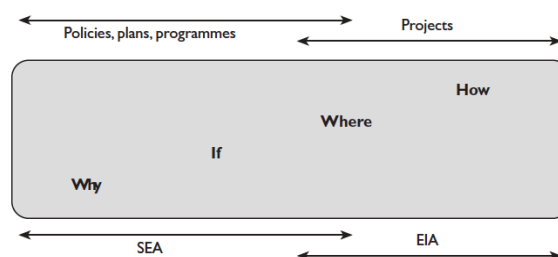 Policies, plans, programmes
Projects
How
Where
If
Why
SEA
EIA